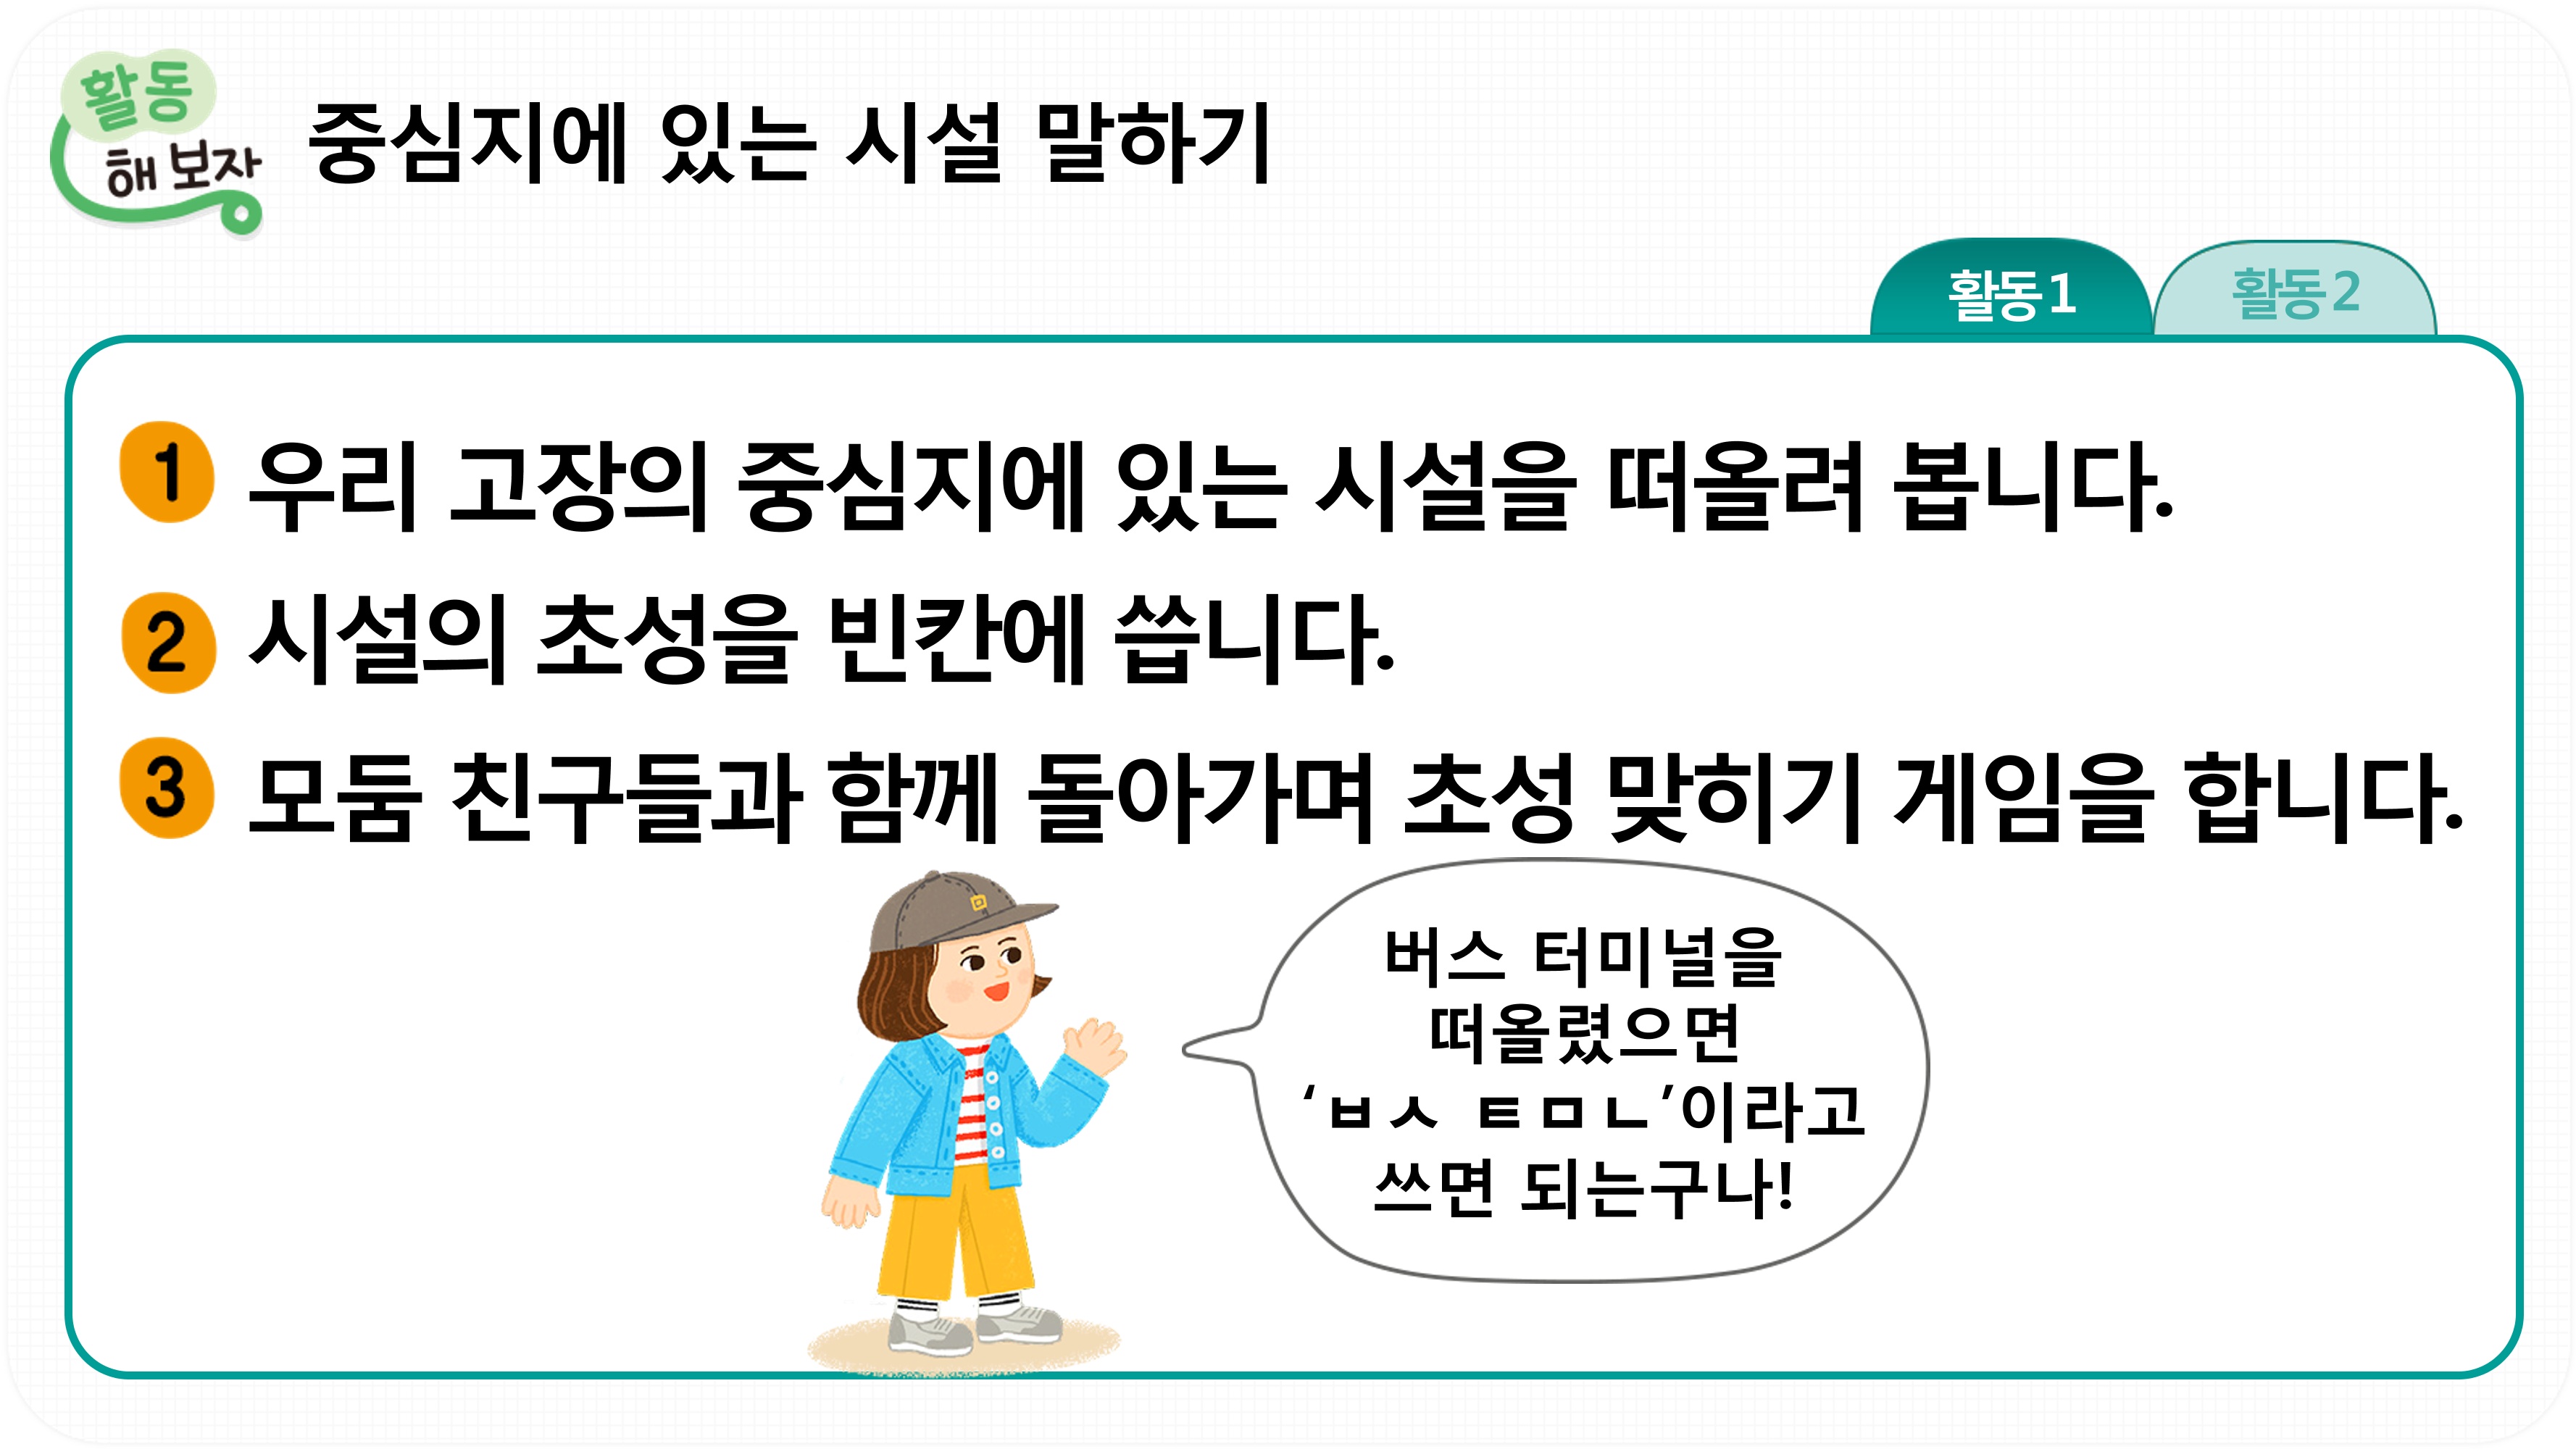 활동
해 보자
중심지에 있는 시설 말하기
활동1
활동2
1 우리 고장의 중심지에 있는 시설을 떠올려 봅니다.
2 시설의 초성을 빈칸에 씁니다.
3 모둠 친구들과 함께 돌아가며 초성 맞히기 게임을 합니다.
버스 터미널을
떠올렸으면
‘ㅂㅅ ㅌㅁㄴ’이라고
쓰면 되는구나!